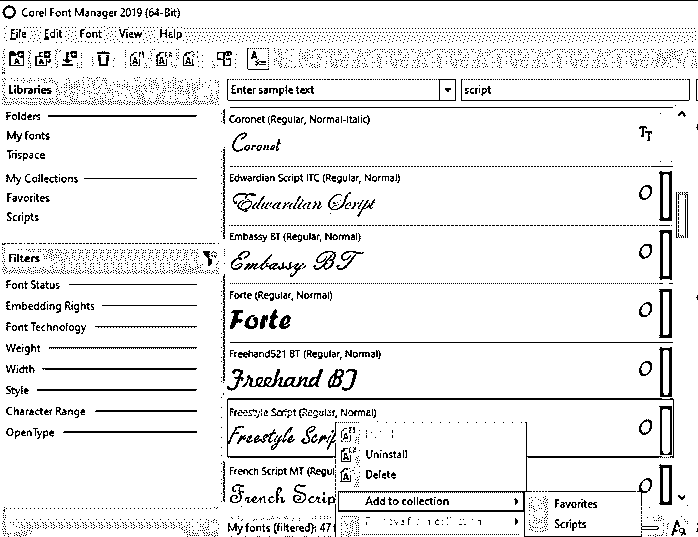 Corel Font Manager 2019 (64-Bit)
File Edit Font View Help
Libraries
Enter sample text script
Folders
My fonts
Trispace
My Collections
Favorites
Scripts
Filters
Font Status
Embedding Rights
Font Technology
Weight
Width
Style
Character Range
OpenType
Coronet (Regular, Normal-Italic)
Coronet
Edwardian Script ITC (Regular, Normal)
Edwardian Script
Embassy BT (Regular, Normal)
Embassy BT
Forte (Regular, Normal)
Forte
Freehand521 BT (Regular, Normal)
Freehand BT
Freestyle Script (Regular, Normal)
Freestyle Scrip
French Script MT (Regul
French Scrip
Uninstall
Delete
Add to collection
Favorites
Scripts
My fonts (filtered): 47 f